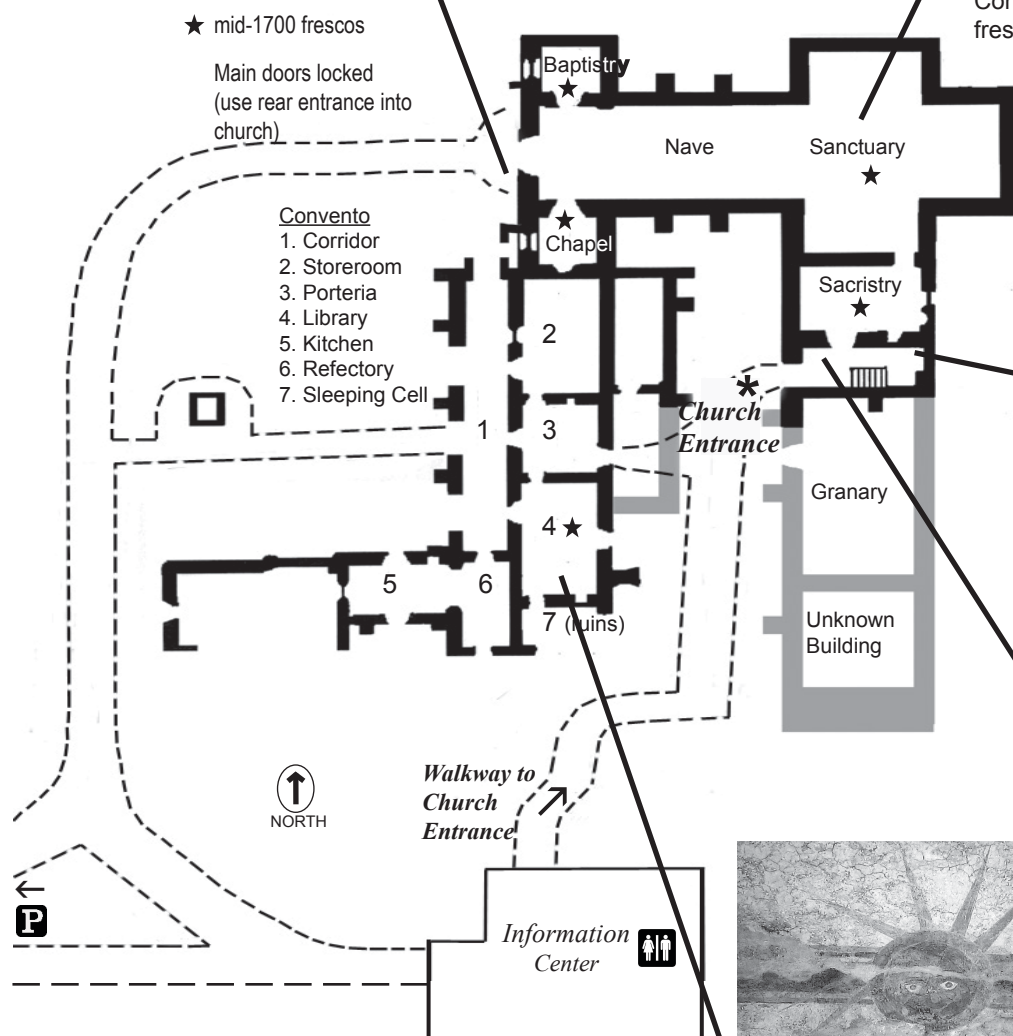 ★ mid-1700 frescos
Main doors locked
(use rear entrance into
church)
Convento
1. Corridor
2. Storeroom
3. Porteria
4. Library
5. Kitchen
6. Refectory
7. Sleeping Cell
Baptistry
★
Nave
Sanctuary
★
★
Chapel
Sacristry
★
2
1
3
*
Church
Entrance
4 ★
Granary
5
6
7 (ruins)
Unknown
Building
NORTH
Walkway to
Church
Entrance
P
Information
Center